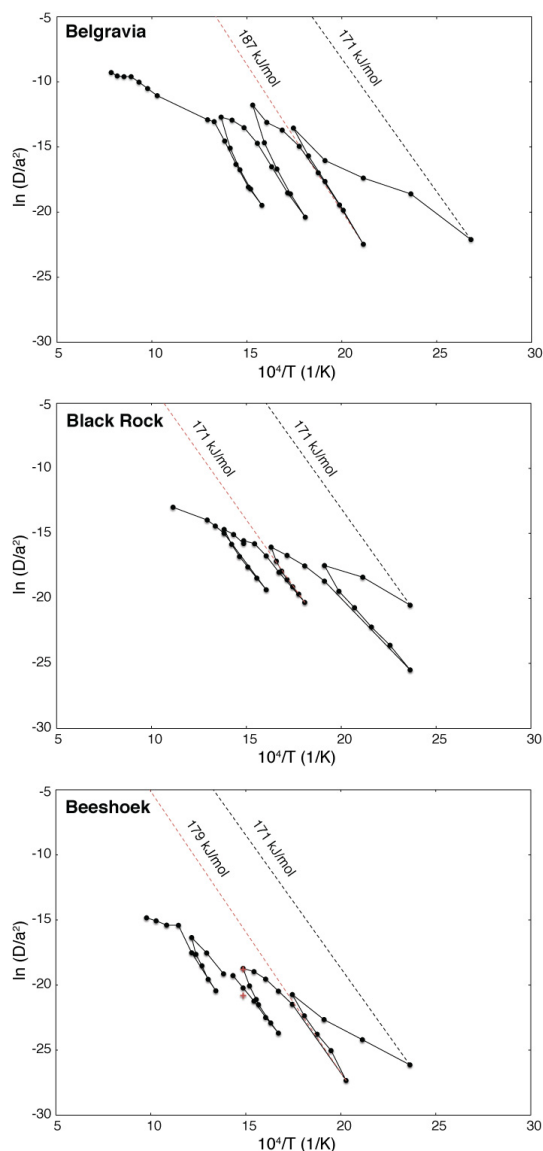 Belgravia
-5
-10
-15
-20
-25
-30
ln (D/a²)
187 kJ/mol
171 kJ/mol
5 10 15 20 25 30
10⁴/T (1/K)
Black Rock
-5
-10
-15
-20
-25
-30
ln (D/a²)
171 kJ/mol
171 kJ/mol
5 10 15 20 25 30
10⁴/T (1/K)
Beeshoek
-5
-10
-15
-20
-25
-30
ln (D/a²)
179 kJ/mol
171 kJ/mol
5 10 15 20 25 30
10⁴/T (1/K)